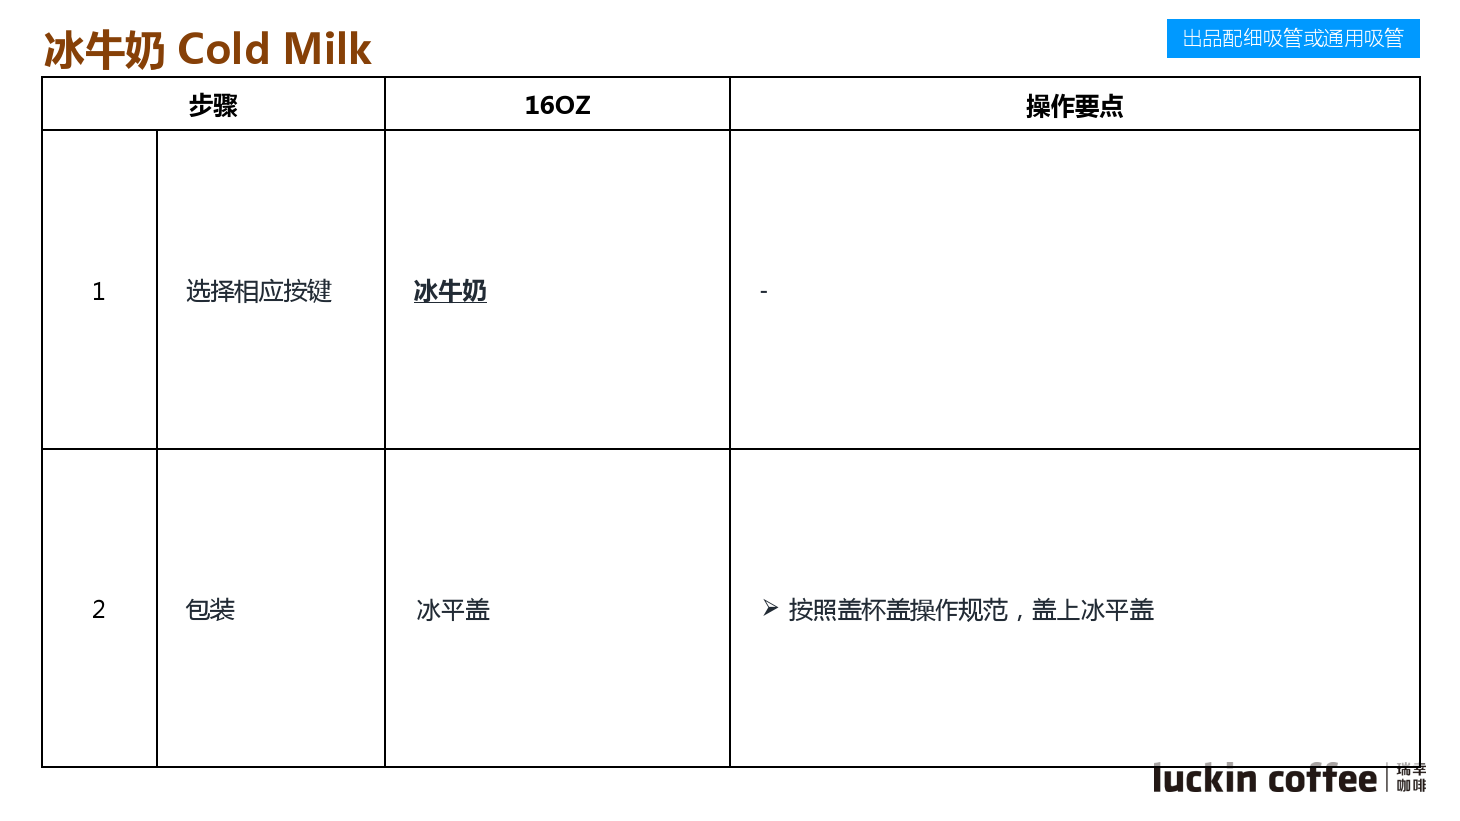 冰牛奶 Cold Milk
出品配细吸管或通用吸管
步骤 16OZ 操作要点
1 选择相应按键 冰牛奶 -
2 包装 冰平盖 ➢ 按照盖杯盖操作规范，盖上冰平盖
luckin coffee 瑞幸
咖啡